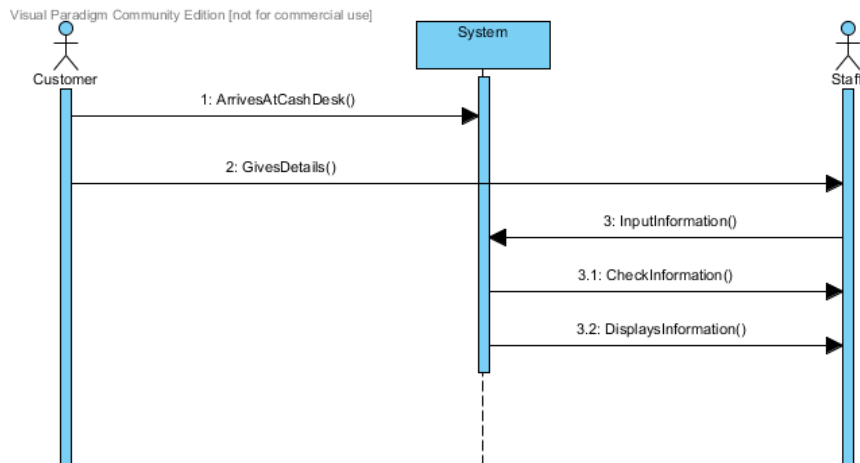 Visual Paradigm Community Edition [not for commercial use]
System
Customer
Staff
1: ArrivesAtCashDesk()
2: GivesDetails()
3: InputInformation()
3.1: CheckInformation()
3.2: DisplaysInformation()